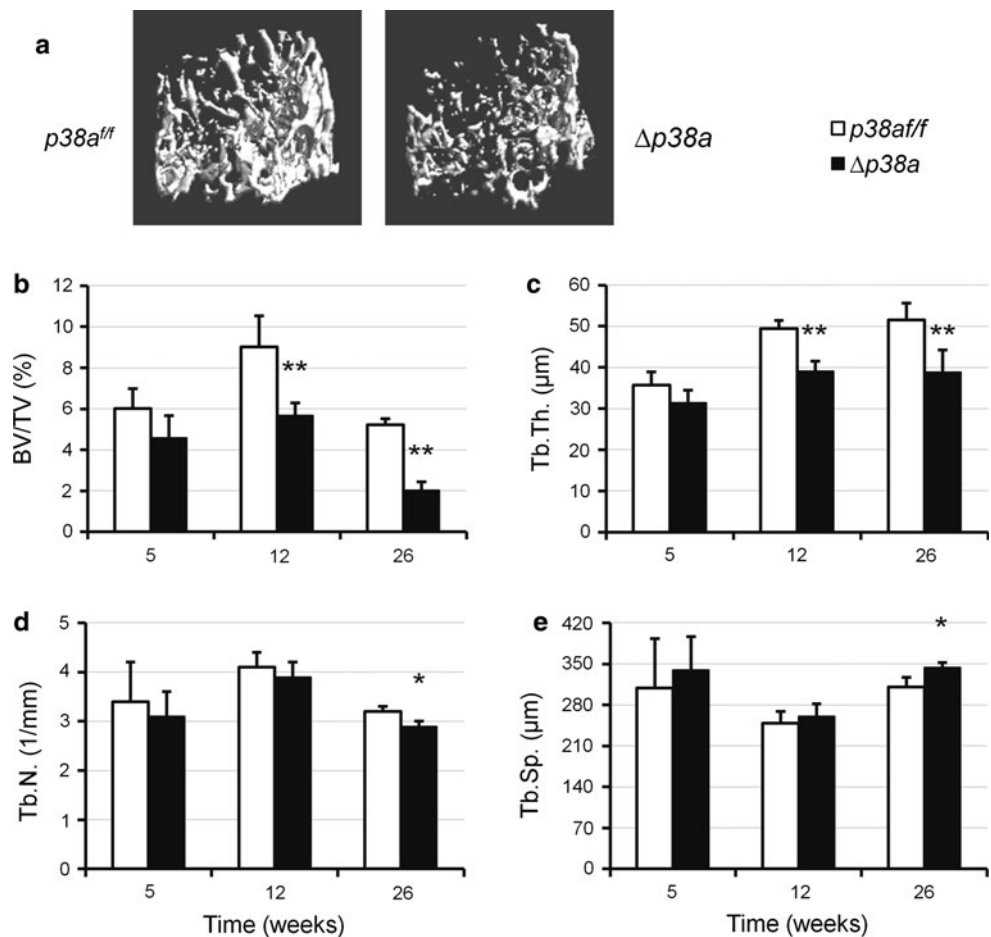 a
p38a^f/f
Δp38a
p38af/f
Δp38a
b
BV/TV (%)
12
10
8
6
4
2
0
**
**
5 12 26
c
Tb.Th. (µm)
60
50
40
30
20
10
0
**
**
5 12 26
d
Tb.N. (1/mm)
5
4
3
2
1
0
*
5 12 26
Time (weeks)
e
Tb.Sp. (µm)
420
350
280
210
140
70
0
*
5 12 26
Time (weeks)